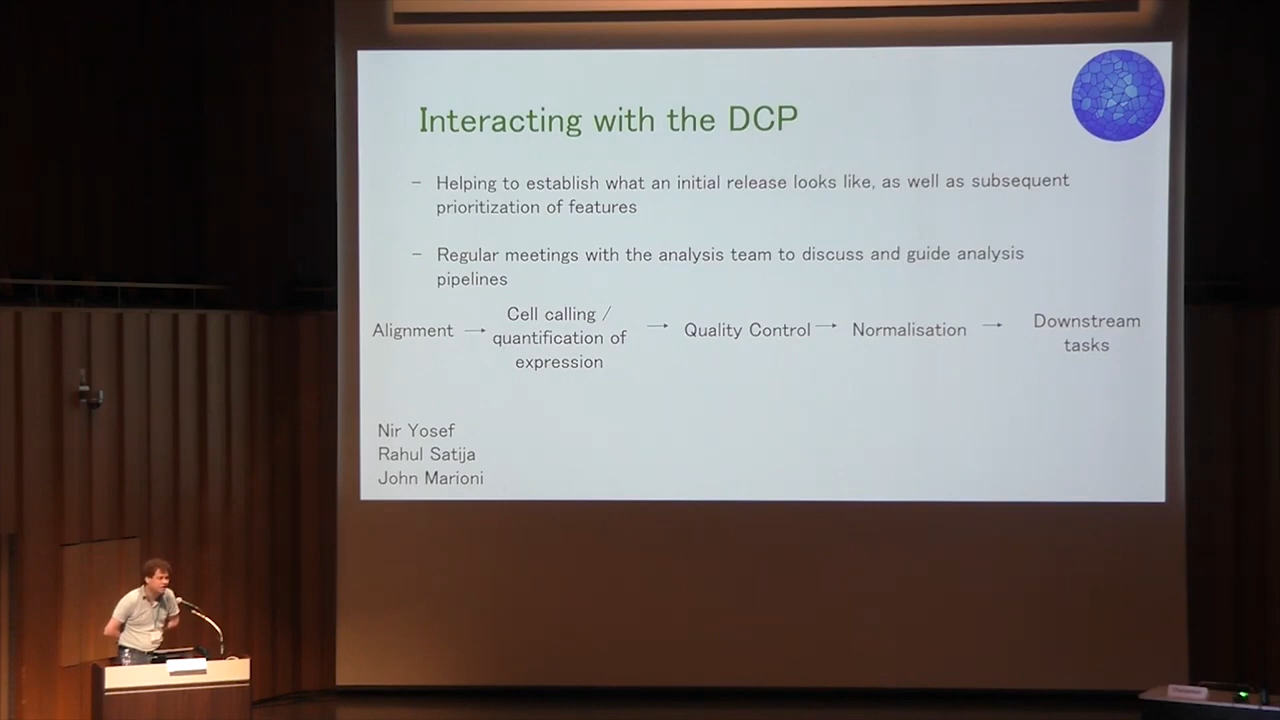 Interacting with the DCP
– Helping to establish what an initial release looks like, as well as subsequent
prioritization of features
– Regular meetings with the analysis team to discuss and guide analysis
pipelines
Alignment → Cell calling / quantification of expression → Quality Control → Normalisation → Downstream tasks
Nir Yosef
Rahul Satija
John Marioni